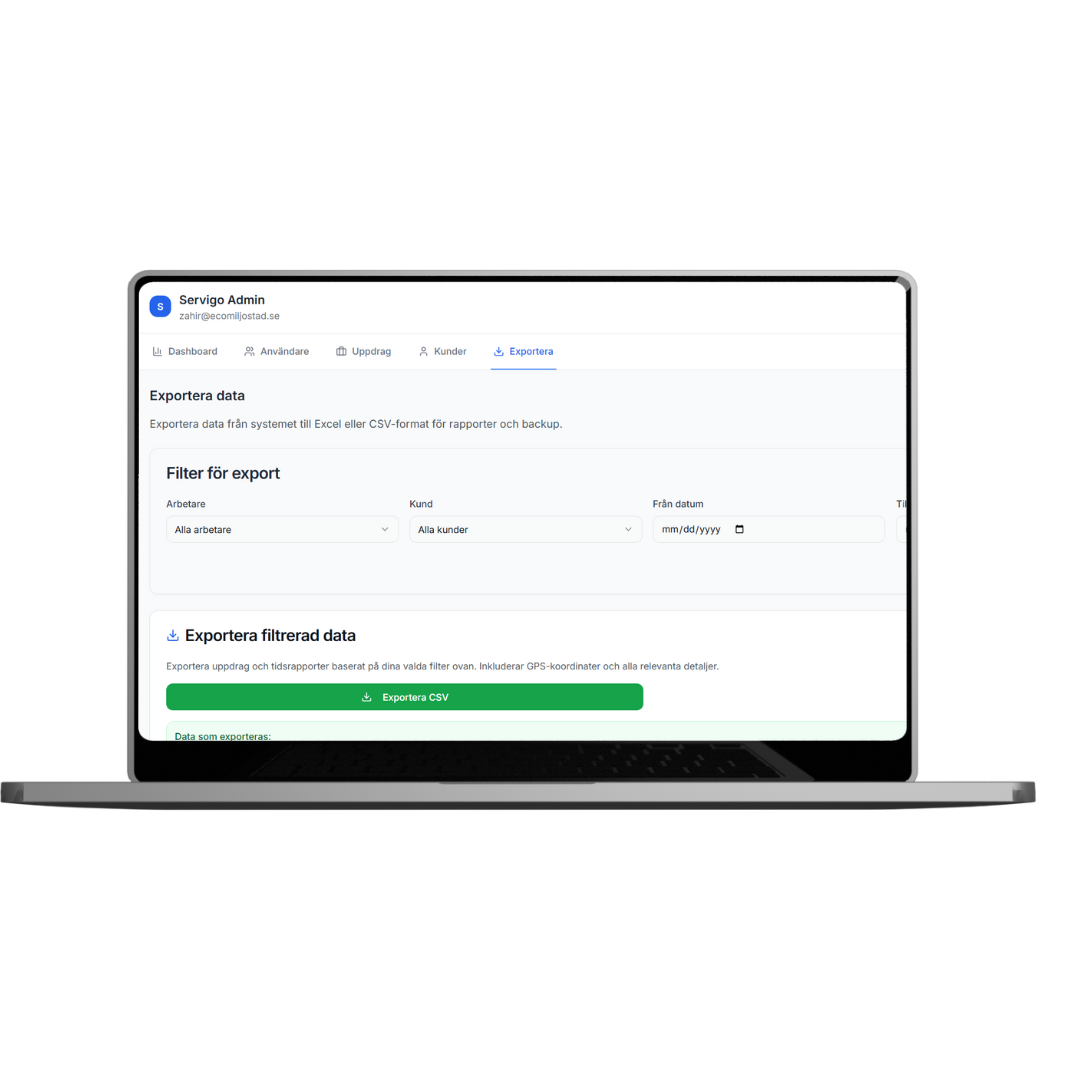 S
Servigo Admin
zahir@ecomiljostad.se
Dashboard Användare Uppdrag Kunder Exportera
Exportera data
Exportera data från systemet till Excel eller CSV-format för rapporter och backup.
Filter för export
Arbetare Kund Från datum
Alla arbetare Alla kunder mm/dd/yyyy
Exportera filtrerad data
Exportera uppdrag och tidsrapporter baserat på dina valda filter ovan. Inkluderar GPS-koordinater och alla relevanta detaljer.
Exportera CSV
Data som exporteras: